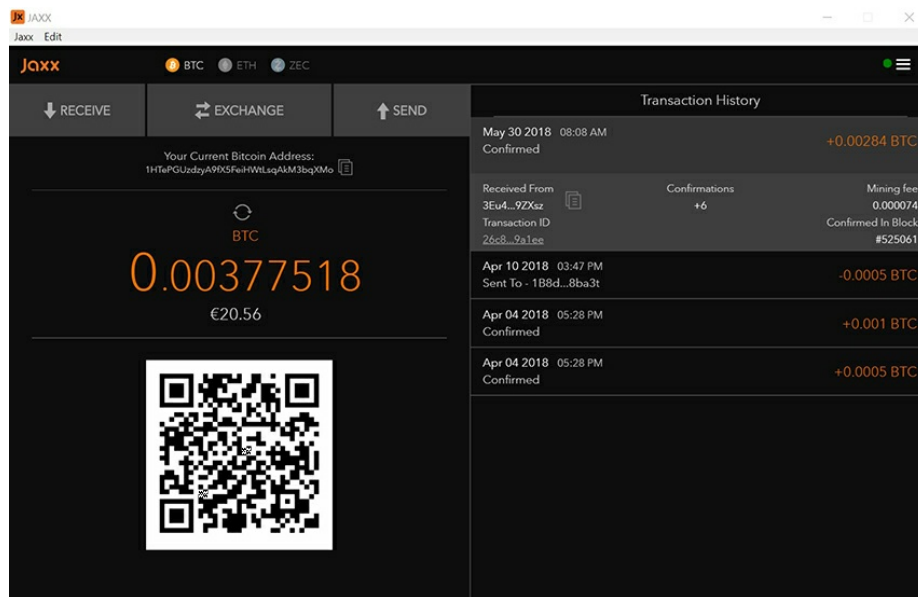 Jx JAXX
Jaxx Edit
Jaxx BTC ETH ZEC
RECEIVE EXCHANGE SEND
Your Current Bitcoin Address:
1HTePGUzdzyA9fX5FeiHWtLsqAkM3bqXMo
BTC
0.00377518
€20.56
Transaction History
May 30 2018 08:08 AM
Confirmed
+0.00284 BTC
Received From Confirmations Mining fee
3Eu4...9ZXsz +6 0.000074
Transaction ID Confirmed In Block
26c8...9a1ee #525061
Apr 10 2018 03:47 PM
Sent To - 1B8d...8ba3t
-0.0005 BTC
Apr 04 2018 05:28 PM
Confirmed
+0.001 BTC
Apr 04 2018 05:28 PM
Confirmed
+0.0005 BTC